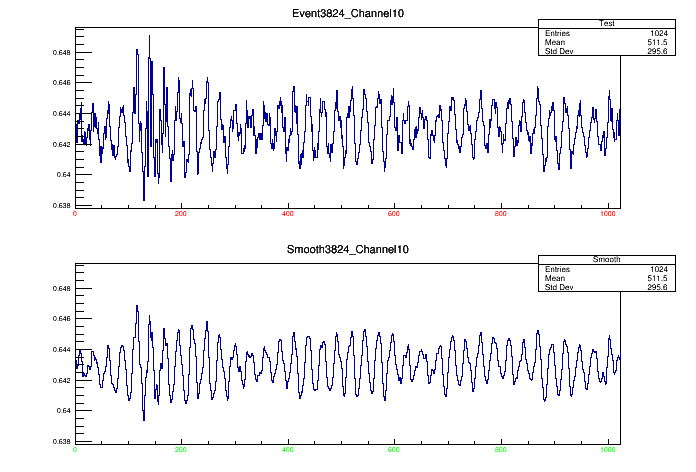 Event3824_Channel10
Test
Entries 1024
Mean 511.5
Std Dev 295.6
0.648
0.646
0.644
0.642
0.64
0.638
0 200 400 600 800 1000
Smooth3824_Channel10
Smooth
Entries 1024
Mean 511.5
Std Dev 295.6
0.648
0.646
0.644
0.642
0.64
0.638
0 200 400 600 800 1000